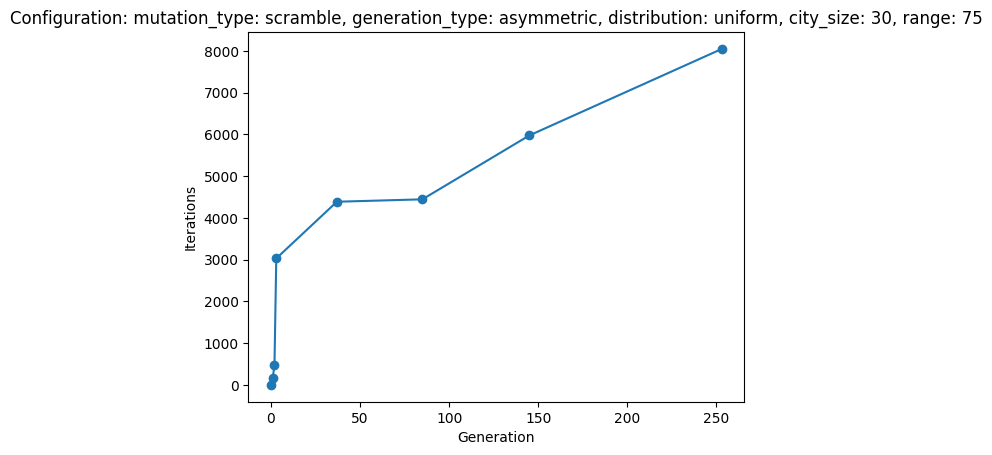 Configuration: mutation_type: scramble, generation_type: asymmetric, distribution: uniform, city_size: 30, range: 75
8000
7000
6000
5000
4000
3000
2000
1000
0
Iterations
0 50 100 150 200 250
Generation